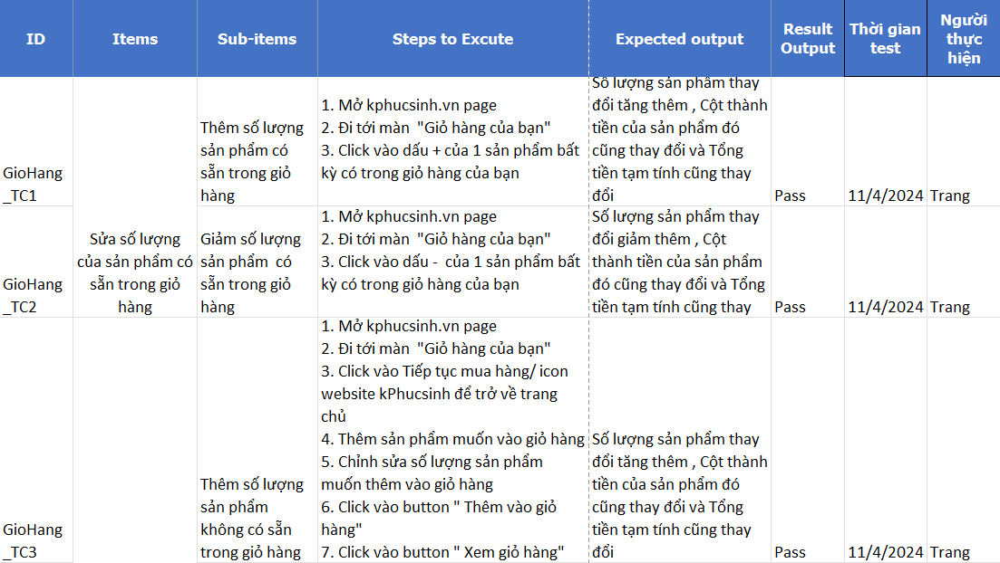 ID
Items
Sub-items
Steps to Excute
Expected output
Result
Output
Thời gian
test
Người
thực
hiện
GioHang
_TC1
Sửa số lượng
của sản phẩm có
sẵn trong giỏ
hàng
Thêm số lượng
sản phẩm có
sẵn trong giỏ
hàng
1. Mở kphucsinh.vn page
2. Đi tới màn  "Giỏ hàng của bạn"
3. Click vào dấu + của 1 sản phẩm bất
kỳ có trong giỏ hàng của bạn
Số lượng sản phẩm thay
đổi tăng thêm , Cột thành
tiền của sản phẩm đó
cũng thay đổi và Tổng
tiền tạm tính cũng thay
đổi
Pass
11/4/2024
Trang
GioHang
_TC2
Giảm số lượng
sản phẩm  có
sẵn trong giỏ
hàng
1. Mở kphucsinh.vn page
2. Đi tới màn  "Giỏ hàng của bạn"
3. Click vào dấu -  của 1 sản phẩm bất
kỳ có trong giỏ hàng của bạn
Số lượng sản phẩm thay
đổi giảm thêm , Cột
thành tiền của sản phẩm
đó cũng thay đổi và Tổng
tiền tạm tính cũng thay
Pass
11/4/2024
Trang
GioHang
_TC3
Thêm số lượng
sản phẩm
không có sẵn
trong giỏ hàng
1. Mở kphucsinh.vn page
2. Đi tới màn  "Giỏ hàng của bạn"
3. Click vào Tiếp tục mua hàng/ icon
website kPhucsinh để trở về trang
chủ
4. Thêm sản phẩm muốn vào giỏ hàng
5. Chỉnh sửa số lượng sản phẩm
muốn thêm vào giỏ hàng
6. Click vào button " Thêm vào giỏ
hàng"
7. Click vào button " Xem giỏ hàng"
Số lượng sản phẩm thay
đổi tăng thêm , Cột thành
tiền của sản phẩm đó
cũng thay đổi và Tổng
tiền tạm tính cũng thay
đổi
Pass
11/4/2024
Trang